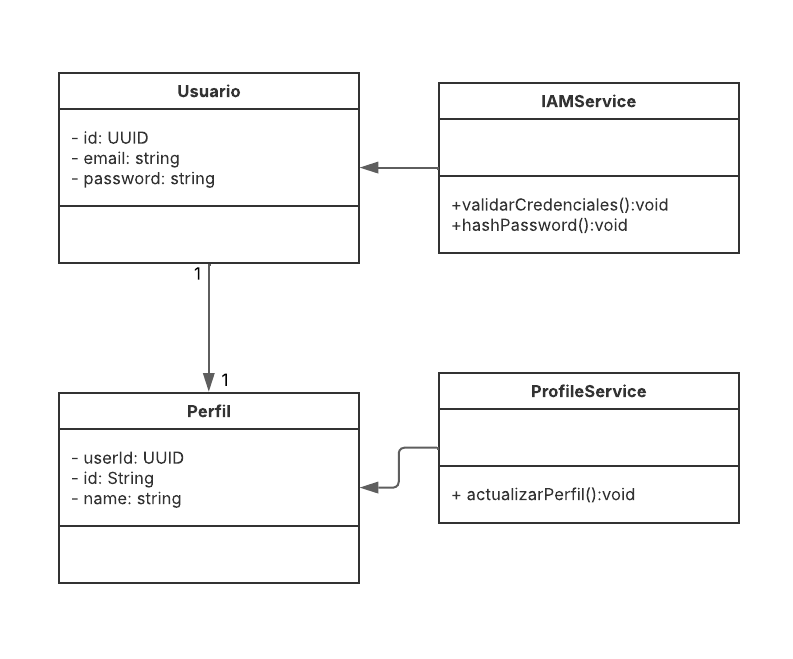 Usuario
- id: UUID
- email: string
- password: string
IAMService
+validarCredenciales():void
+hashPassword():void
1
1
Perfil
- userId: UUID
- id: String
- name: string
ProfileService
+ actualizarPerfil():void